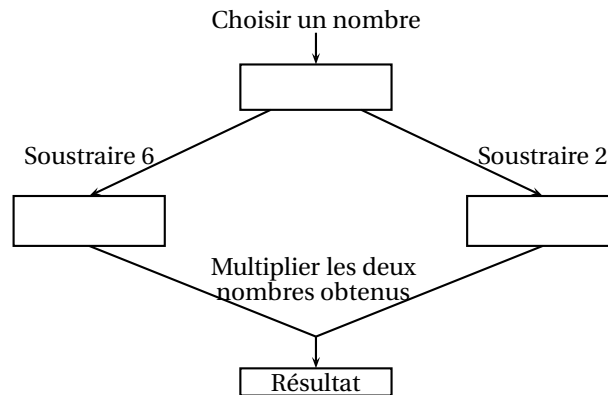 Choisir un nombre
Soustraire 6
Soustraire 2
Multiplier les deux
nombres obtenus
Résultat